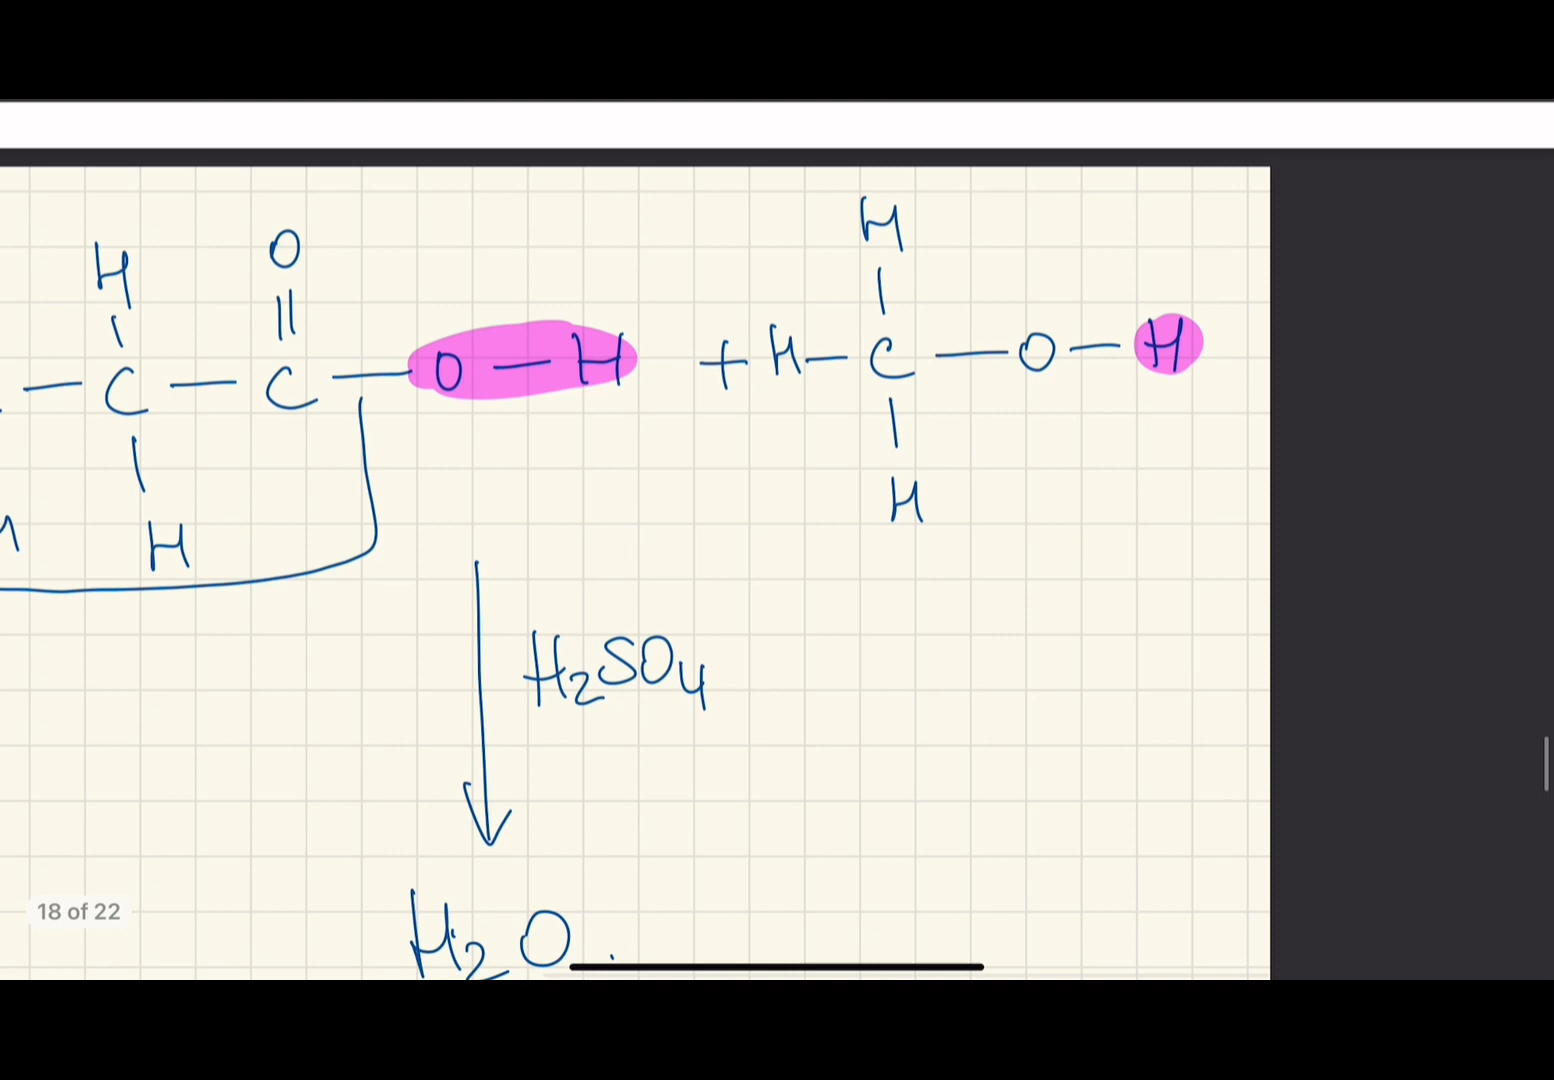 H O H
C — C — O — H + H — C — O — H
H H
H₂SO₄
18 of 22
H₂O